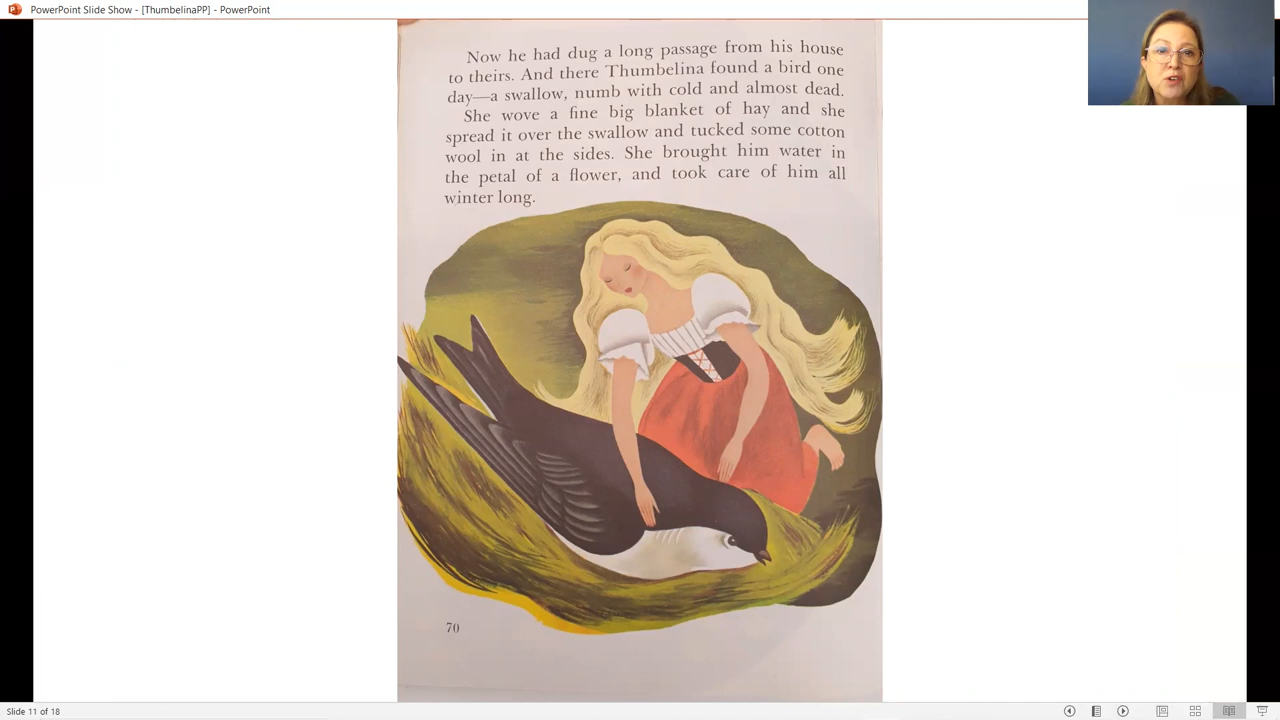 PowerPoint Slide Show - [ThumbelinaPP] - PowerPoint
Now he had dug a long passage from his house
to theirs. And there Thumbelina found a bird one
day—a swallow, numb with cold and almost dead.
She wove a fine big blanket of hay and she
spread it over the swallow and tucked some cotton
wool in at the sides. She brought him water in
the petal of a flower, and took care of him all
winter long.
70
Slide 11 of 18